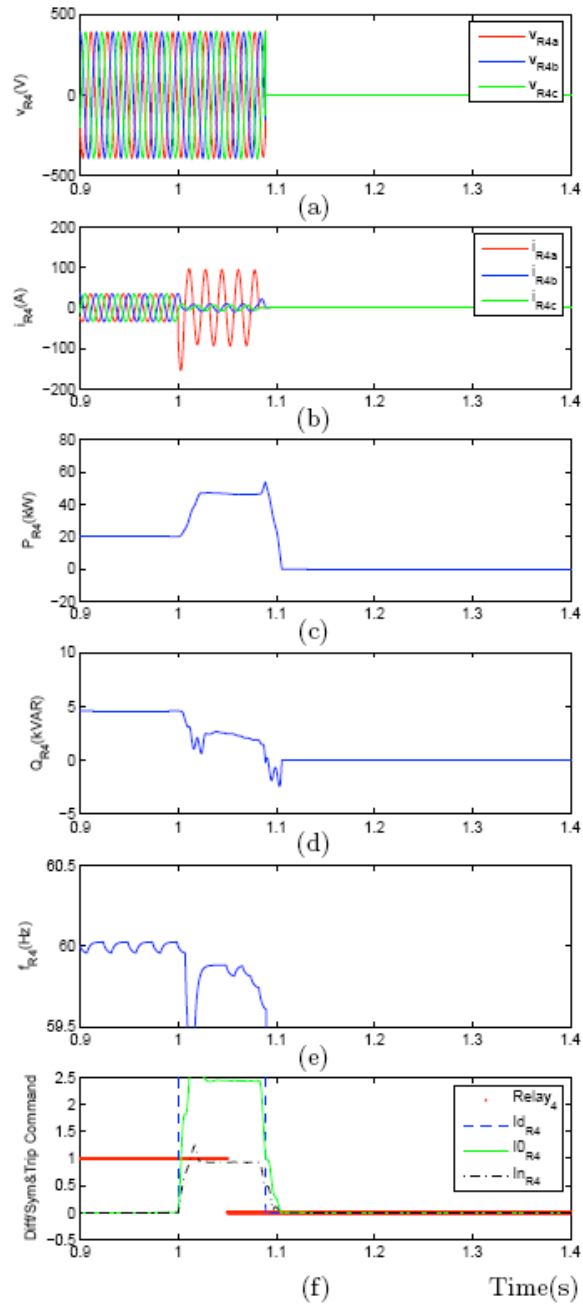 500
0
−500
v_R4(V)
v_R4a
v_R4b
v_R4c
0.9 1 1.1 1.2 1.3 1.4
(a)
200
100
0
−100
−200
i_R4(A)
i_R4a
i_R4b
i_R4c
0.9 1 1.1 1.2 1.3 1.4
(b)
80
60
40
20
0
−20
P_R4(kW)
0.9 1 1.1 1.2 1.3 1.4
(c)
10
5
0
−5
Q_R4(kVAR)
0.9 1 1.1 1.2 1.3 1.4
(d)
60.5
60
59.5
f_R4(Hz)
0.9 1 1.1 1.2 1.3 1.4
(e)
2.5
2
1.5
1
0.5
0
Diff/Sym&Trip Command
Relay_4
Id_R4
I0_R4
In_R4
0.9 1 1.1 1.2 1.3 1.4
(f) Time(s)